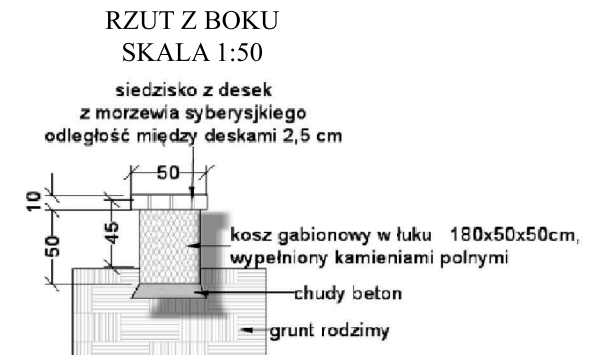 RZUT Z BOKU
SKALA 1:50
siedzisko z desek
z morzewia syberysjkiego
odległość między deskami 2,5 cm
50
10
45
50
kosz gabionowy w łuku 180x50x50cm,
wypełniony kamieniami polnymi
chudy beton
grunt rodzimy